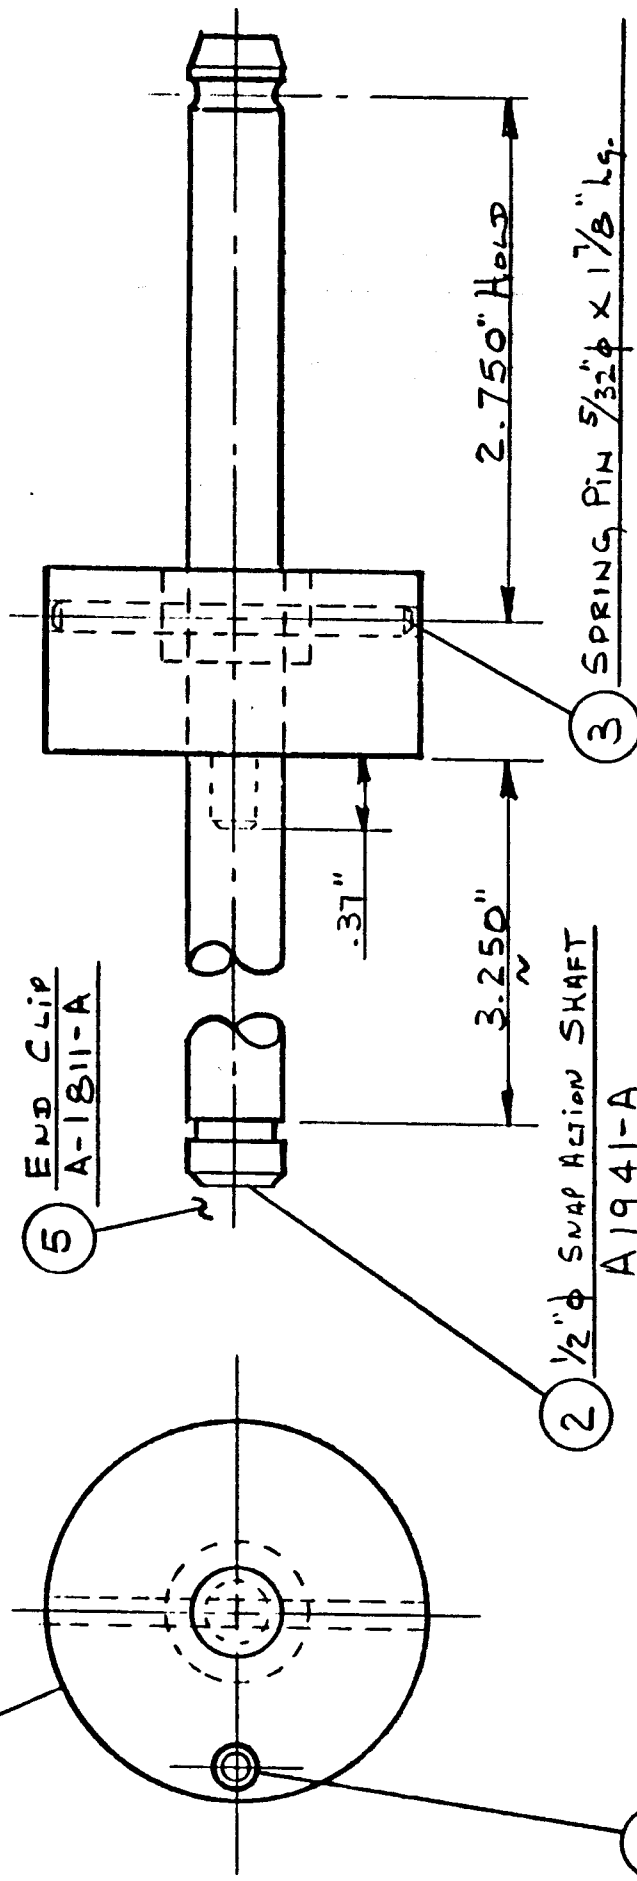 5
END CLIP
A-1811-A
.37"
2.750" HOLD
3.250"
~
~
3
SPRING PIN 5/32"φ X 1 7/8" Lg.
2
1/2"φ SNAP ACTION SHAFT
A1941-A